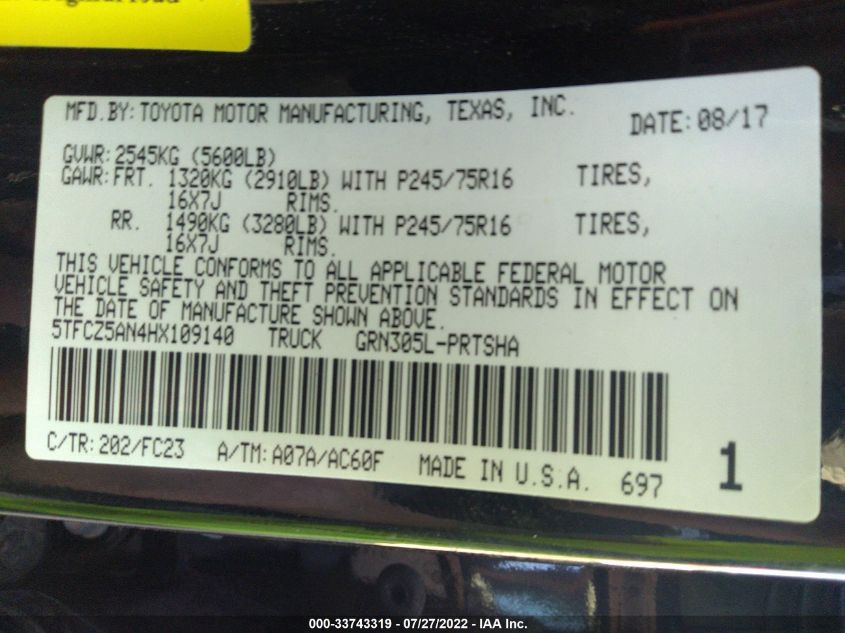 MFD.BY:TOYOTA MOTOR MANUFACTURING, TEXAS, INC.
DATE:08/17
GVWR:2545KG (5600LB)
GAWR:FRT. 1320KG (2910LB) WITH P245/75R16 TIRES,
16X7J RIMS.
RR. 1490KG (3280LB) WITH P245/75R16 TIRES,
16X7J RIMS.
THIS VEHICLE CONFORMS TO ALL APPLICABLE FEDERAL MOTOR
VEHICLE SAFETY AND THEFT PREVENTION STANDARDS IN EFFECT ON
THE DATE OF MANUFACTURE SHOWN ABOVE.
5TFCZ5AN4HX109140 TRUCK GRN305L-PRTSHA
C/TR:202/FC23 A/TM:A07A/AC60F MADE IN U.S.A. 697
1
000-33743319 - 07/27/2022 - IAA Inc.